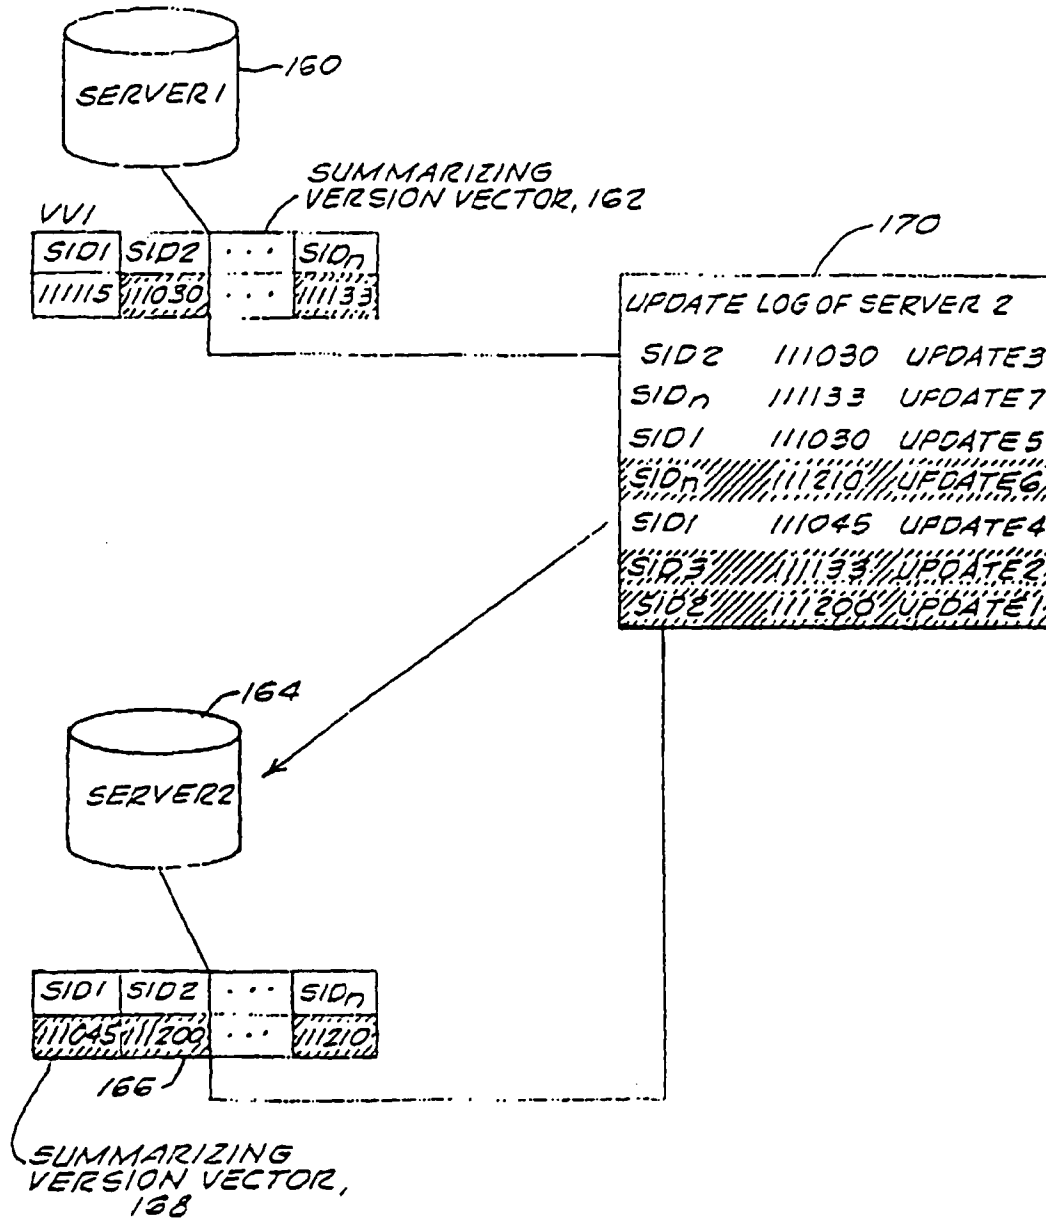 SERVER1
160
SUMMARIZING
VERSION VECTOR, 162
VV1
SID1 SID2 ... SIDn
111115 111030 ... 111133
170
UPDATE LOG OF SERVER 2
SID2 111030 UPDATE3
SIDn 111133 UPDATE7
SID1 111030 UPDATE5
SIDn 111210 UPDATE6
SID1 111045 UPDATE4
SID3 111133 UPDATE2
SID2 111200 UPDATE1
164
SERVER2
SID1 SID2 ... SIDn
111045 111200 ... 111210
166
SUMMARIZING
VERSION VECTOR,
168